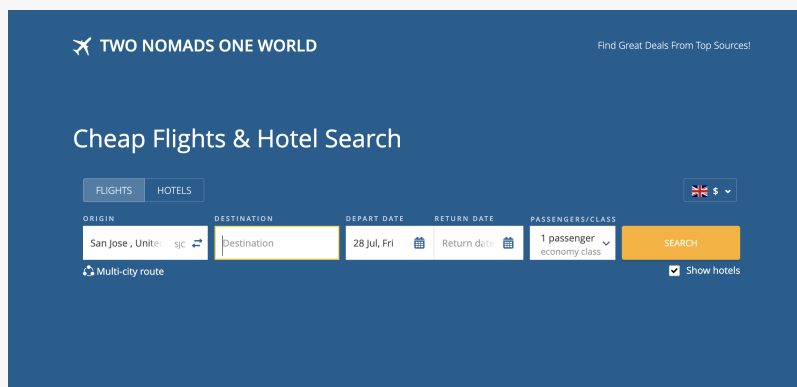 TWO NOMADS ONE WORLD
Find Great Deals From Top Sources!
Cheap Flights & Hotel Search
FLIGHTS HOTELS
$
ORIGIN DESTINATION DEPART DATE RETURN DATE PASSENGERS/CLASS
San Jose , Unite SJC Destination 28 Jul, Fri Return date 1 passenger economy class SEARCH
Multi-city route
Show hotels